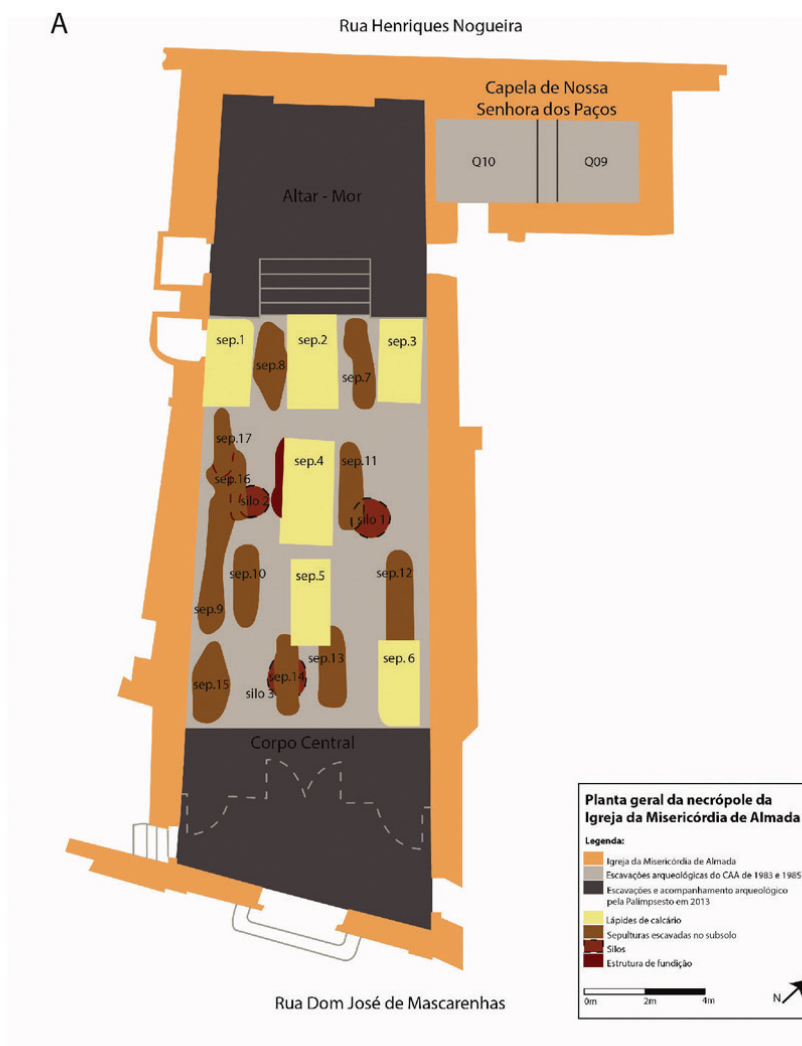 A
Rua Henriques Nogueira
Capela de Nossa
Senhora dos Paços
Q10
Q09
Altar - Mor
sep.1
sep.8
sep.2
sep.7
sep.3
sep.17
sep.16
silo 2
sep.4
sep.11
silo 1
sep.10
sep.5
sep.12
sep.9
sep.15
silo 3
sep.14
sep.13
sep. 6
Corpo Central
Planta geral da necrópole da
Igreja da Misericórdia de Almada
Legenda:
Igreja da Misericórdia de Almada
Escavações arqueológicas do CAA de 1983 e 1985
Escavações e acompanhamento arqueológico
pela Palimpsesto em 2013
Lápides de calcário
Sepulturas escavadas no subsolo
Silos
Estrutura de fundição
0m 2m 4m
N
Rua Dom José de Mascarenhas